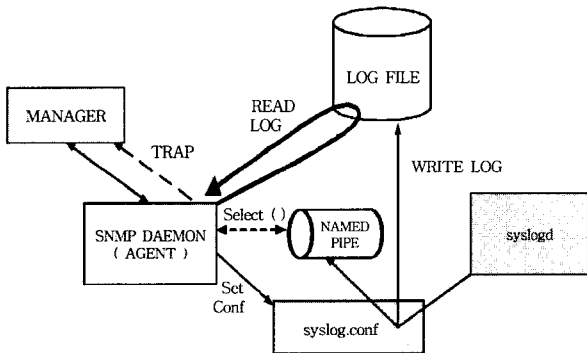 LOG FILE
READ
LOG
MANAGER
TRAP
WRITE LOG
Select ( )
SNMP DAEMON
( AGENT )
NAMED
PIPE
syslogd
Set
Conf
syslog.conf